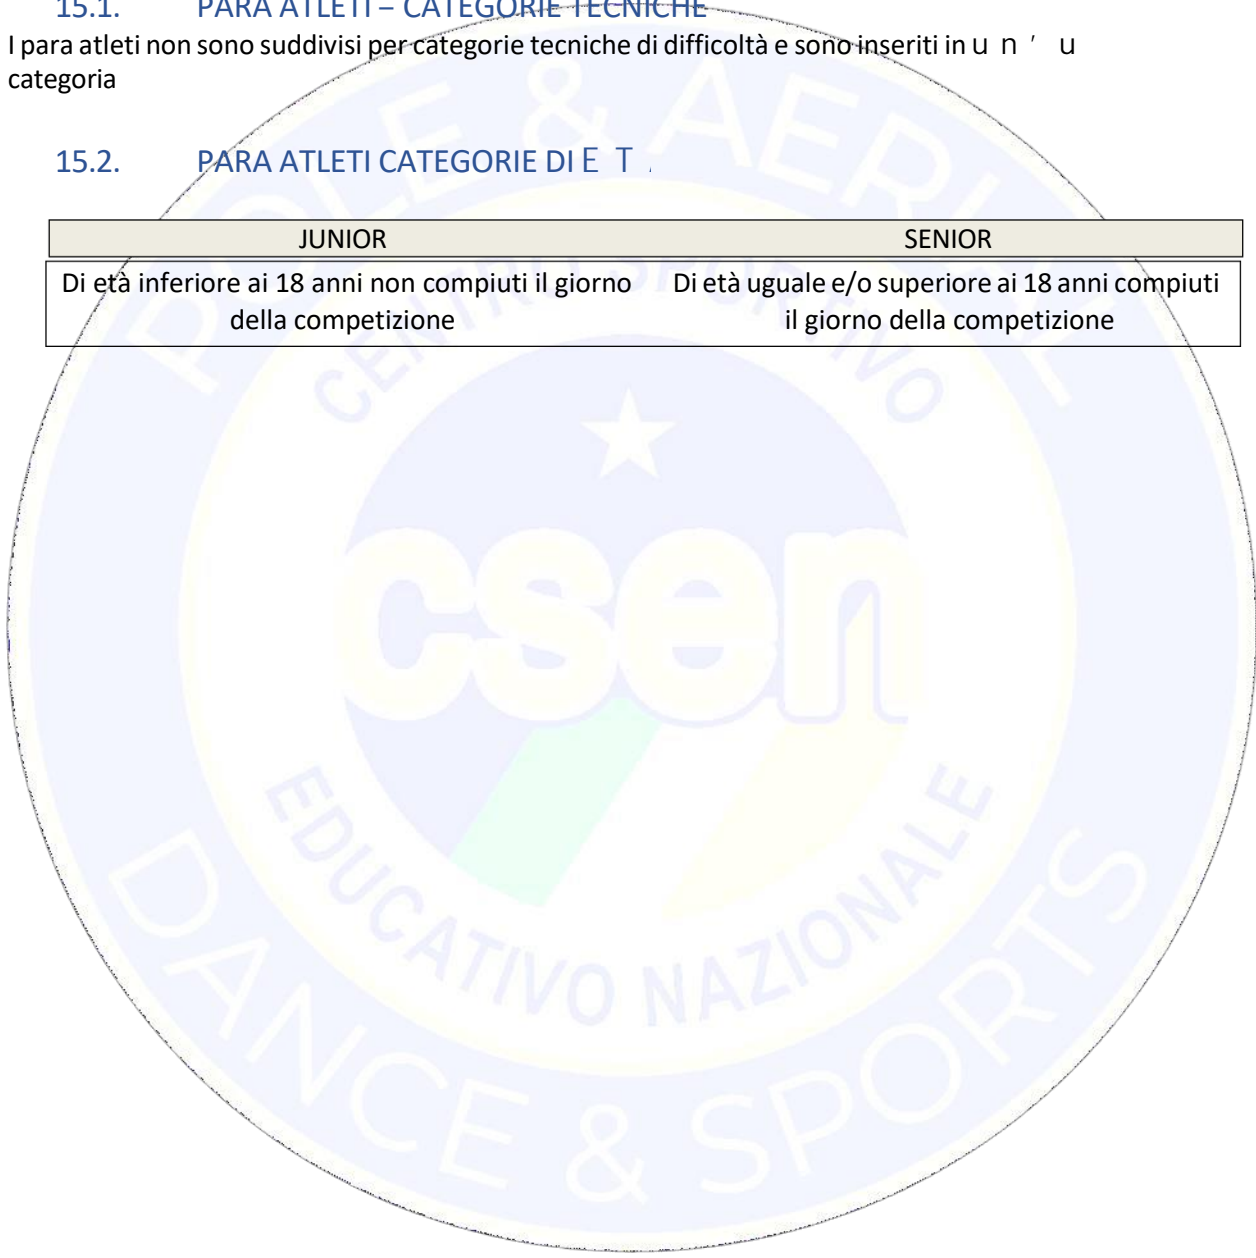 15.1. PARA ATLETI – CATEGORIE TECNICHE
I para atleti non sono suddivisi per categorie tecniche di difficoltà e sono inseriti in un' u
categoria
15.2. PARA ATLETI CATEGORIE DI ET
JUNIOR SENIOR
Di età inferiore ai 18 anni non compiuti il giorno
della competizione
Di età uguale e/o superiore ai 18 anni compiuti
il giorno della competizione
POLE & AERIAL
CENTRO SPORTIVO
csen
EDUCATIVO NAZIONALE
DANCE & SPORTS